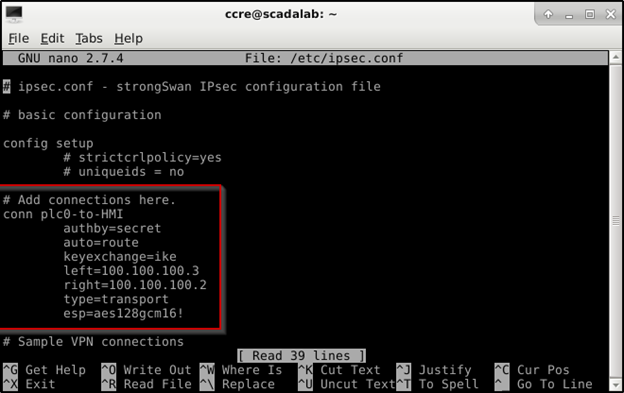 ccre@scadalab: ~
File Edit Tabs Help
GNU nano 2.7.4 File: /etc/ipsec.conf
# ipsec.conf - strongSwan IPsec configuration file
# basic configuration
config setup
# strictcrlpolicy=yes
# uniqueids = no
# Add connections here.
conn plc0-to-HMI
authby=secret
auto=route
keyexchange=ike
left=100.100.100.3
right=100.100.100.2
type=transport
esp=aes128gcm16!
# Sample VPN connections
[ Read 39 lines ]
^G Get Help ^O Write Out ^W Where Is ^K Cut Text ^J Justify ^C Cur Pos
^X Exit ^R Read File ^\ Replace ^U Uncut Text ^T To Spell ^_ Go To Line